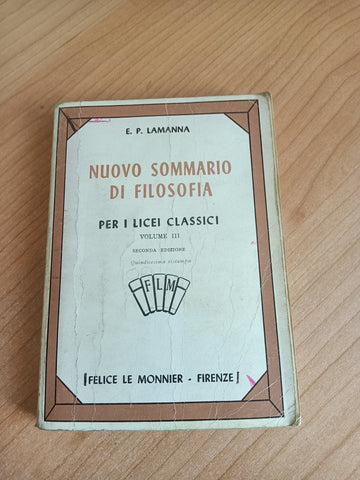 E. P. LAMANNA
NUOVO SOMMARIO
DI FILOSOFIA
PER I LICEI CLASSICI
VOLUME III
SECONDA EDIZIONE
Quindicesima ristampa
FLM
FELICE LE MONNIER - FIRENZE